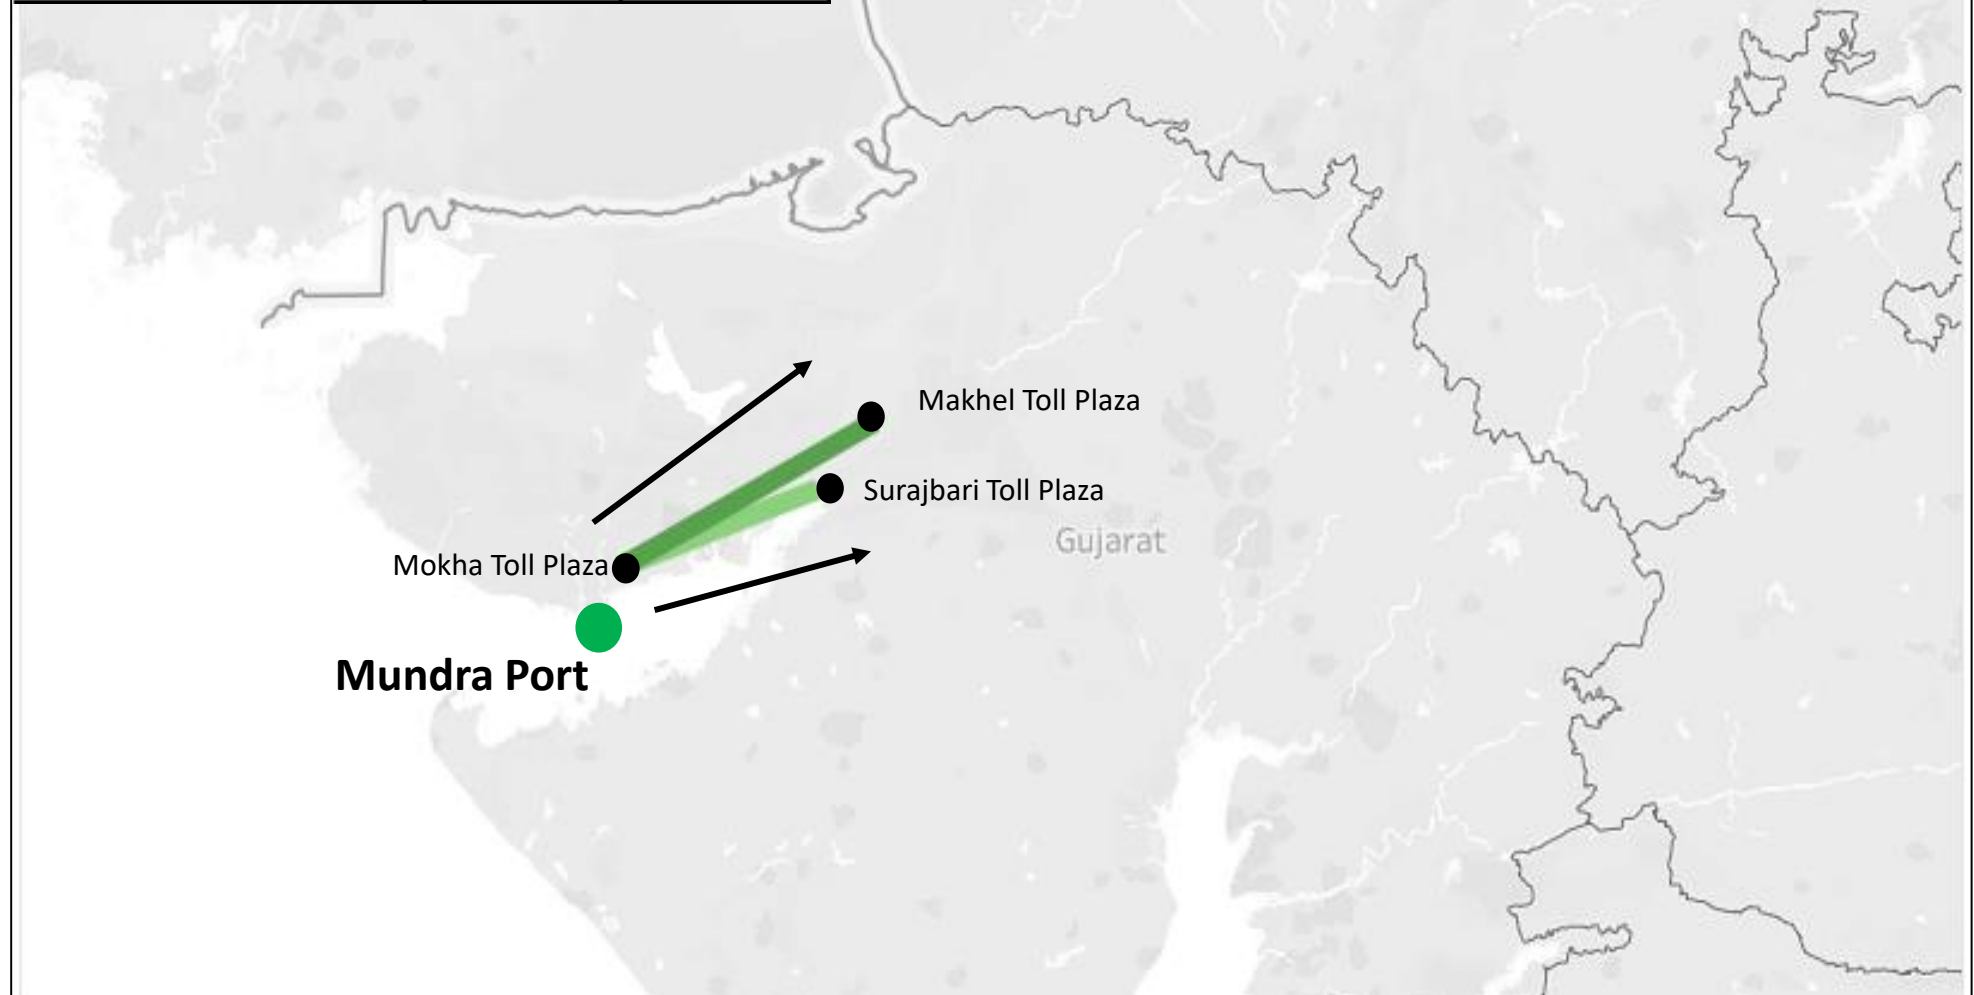 Makhel Toll Plaza
Surajbari Toll Plaza
Gujarat
Mokha Toll Plaza
Mundra Port